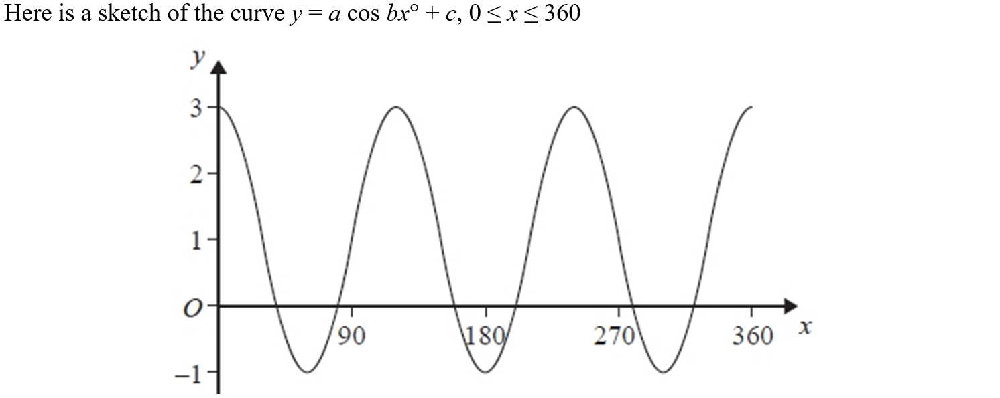 Here is a sketch of the curve y = a cos bx° + c, 0 ≤ x ≤ 360
y
3
2
1
O
90 180 270 360 x
–1